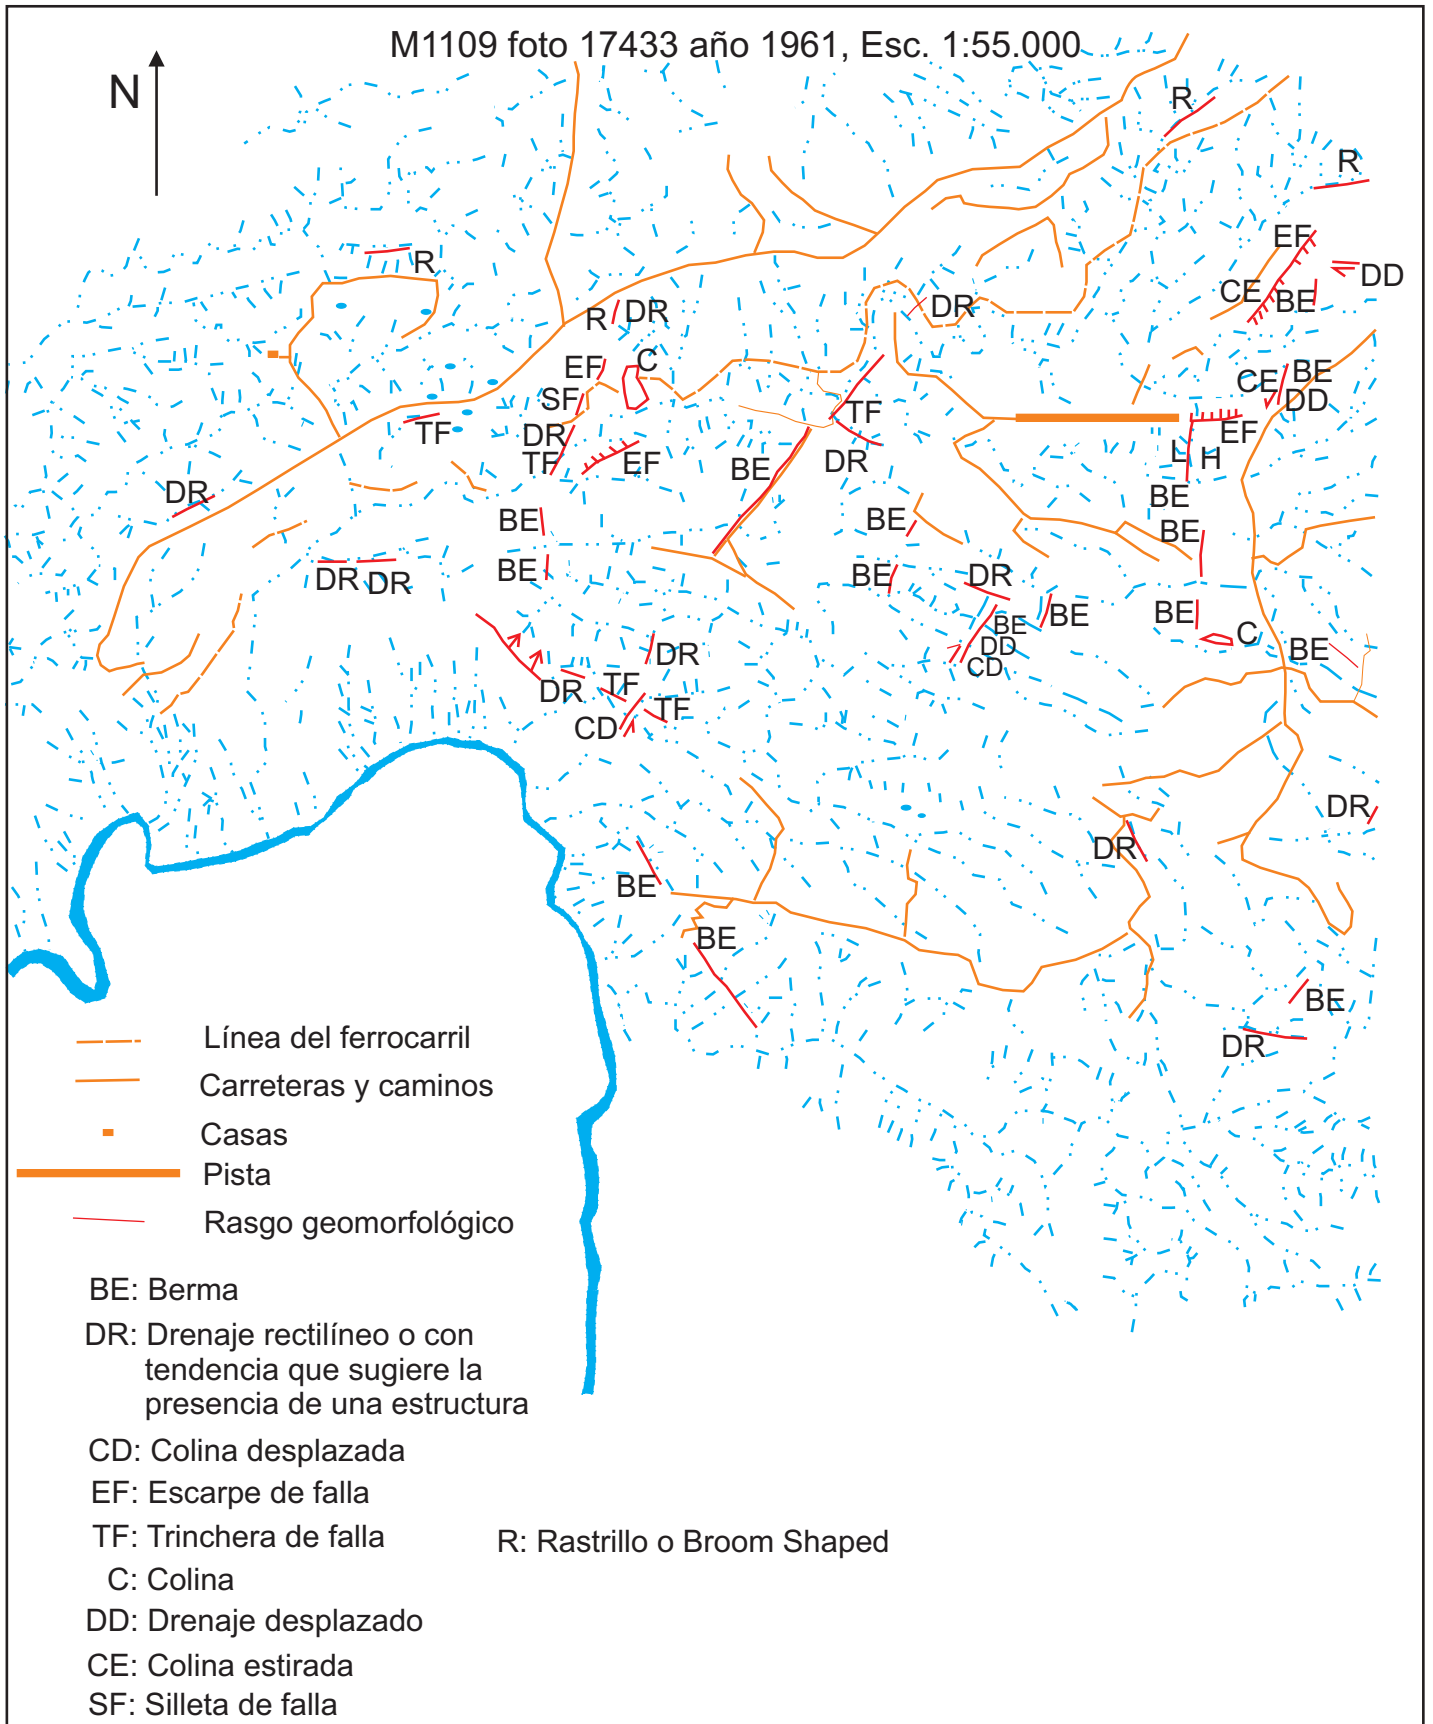 M1109 foto 17433 año 1961, Esc. 1:55.000
N
R
R
EF
DD
R
CE
BE
R
DR
DR
EF
C
BE
CE
SF
DD
TF
TF
DR
EF
TF
EF
BE
DR
L
H
DR
BE
BE
BE
BE
BE
BE
DR
DR
DR
BE
BE
BE
C
DR
DD
BE
CD
DR
TF
TF
CD
DR
DR
BE
BE
BE
DR
Línea del ferrocarril
Carreteras y caminos
Casas
Pista
Rasgo geomorfológico
BE: Berma
DR: Drenaje rectilíneo o con
tendencia que sugiere la
presencia de una estructura
CD: Colina desplazada
EF: Escarpe de falla
TF: Trinchera de falla
R: Rastrillo o Broom Shaped
C: Colina
DD: Drenaje desplazado
CE: Colina estirada
SF: Silleta de falla